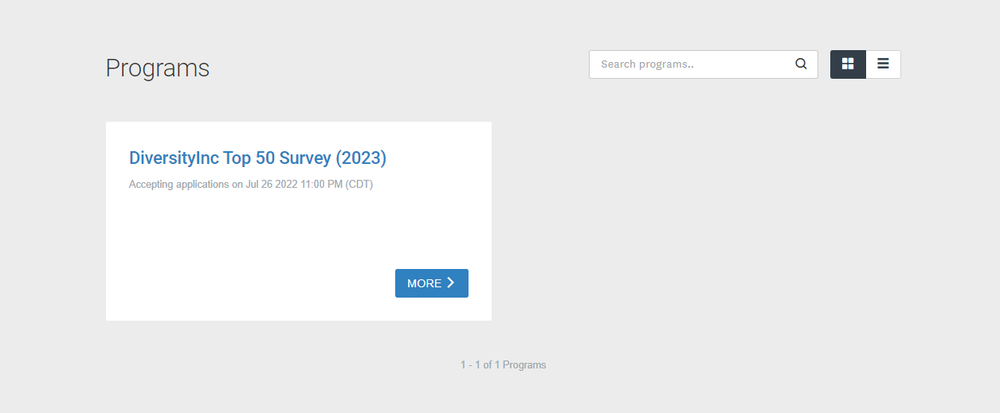 Programs
Search programs..
DiversityInc Top 50 Survey (2023)
Accepting applications on Jul 26 2022 11:00 PM (CDT)
MORE
1 - 1 of 1 Programs